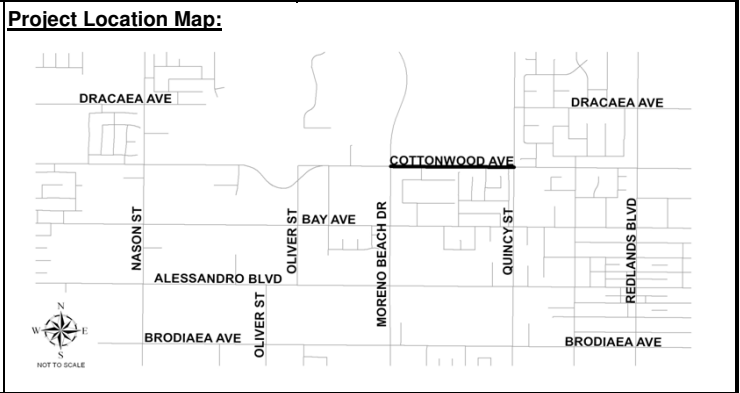 Project Location Map:
DRACAEA AVE
DRACAEA AVE
COTTONWOOD AVE
NASON ST
OLIVER ST
BAY AVE
MORENO BEACH DR
QUINCY ST
REDLANDS BLVD
ALESSANDRO BLVD
OLIVER ST
BRODIAEA AVE
BRODIAEA AVE
N
W
E
S
NOT TO SCALE